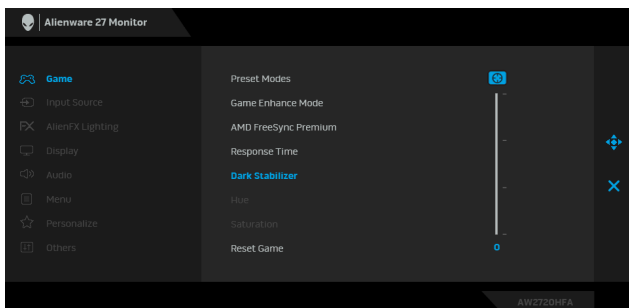 Alienware 27 Monitor
Game
Input Source
AlienFX Lighting
Display
Audio
Menu
Personalize
Others
Preset Modes
Game Enhance Mode
AMD FreeSync Premium
Response Time
Dark Stabilizer
Hue
Saturation
Reset Game
0
AW2720HFA